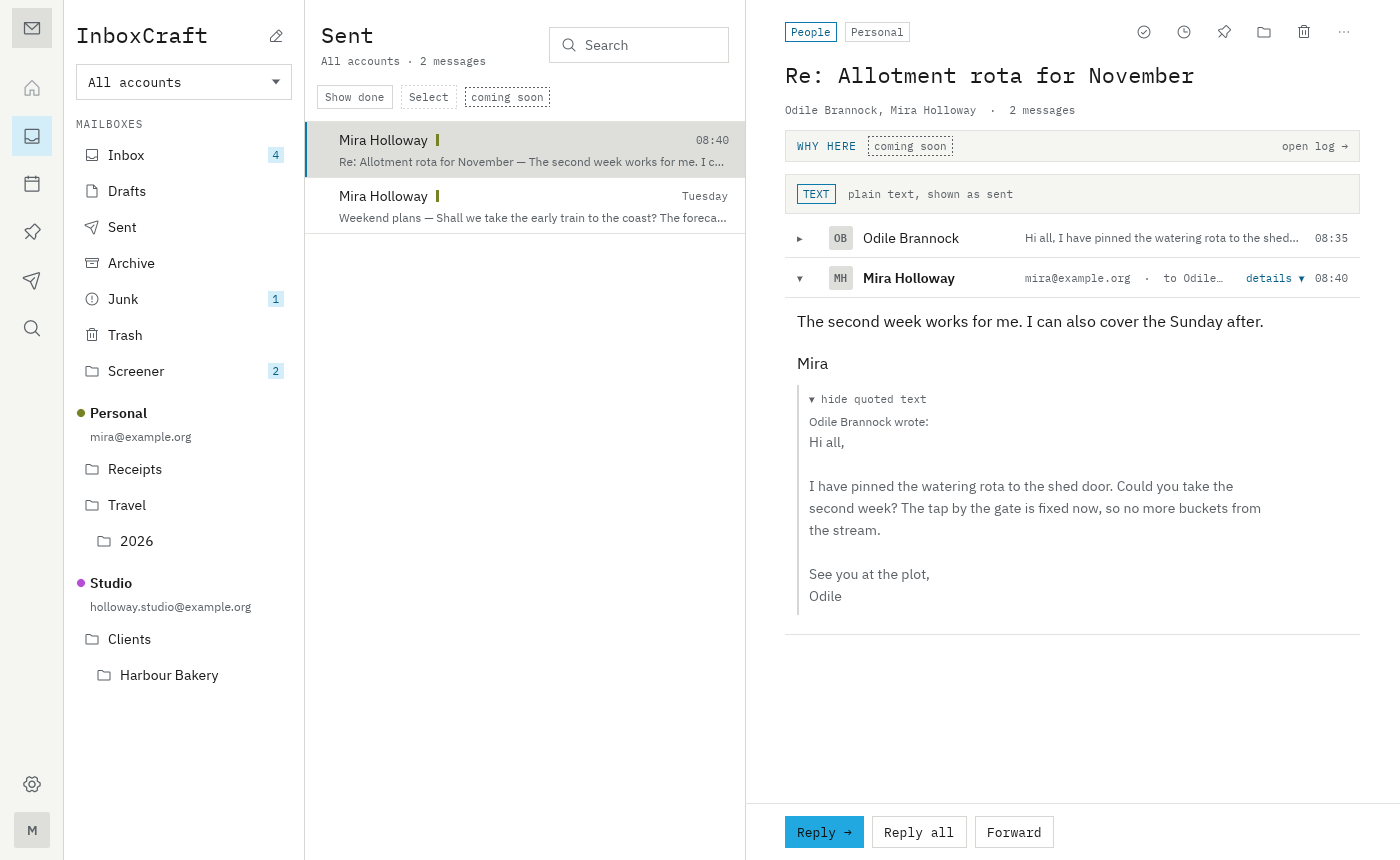 InboxCraft
All accounts
MAILBOXES
Inbox 4
Drafts
Sent
Archive
Junk 1
Trash
Screener 2
Personal
mira@example.org
Receipts
Travel
2026
Studio
holloway.studio@example.org
Clients
Harbour Bakery
M
Sent
All accounts · 2 messages
Search
Show done Select coming soon
Mira Holloway 08:40
Re: Allotment rota for November — The second week works for me. I c…
Mira Holloway Tuesday
Weekend plans — Shall we take the early train to the coast? The foreca…
People Personal
Re: Allotment rota for November
Odile Brannock, Mira Holloway · 2 messages
WHY HERE coming soon open log →
TEXT plain text, shown as sent
▸ OB Odile Brannock Hi all, I have pinned the watering rota to the shed… 08:35
▾ MH Mira Holloway mira@example.org · to Odile… details ▾ 08:40
The second week works for me. I can also cover the Sunday after.
Mira
▾ hide quoted text
Odile Brannock wrote:
Hi all,
I have pinned the watering rota to the shed door. Could you take the
second week? The tap by the gate is fixed now, so no more buckets from
the stream.
See you at the plot,
Odile
Reply → Reply all Forward